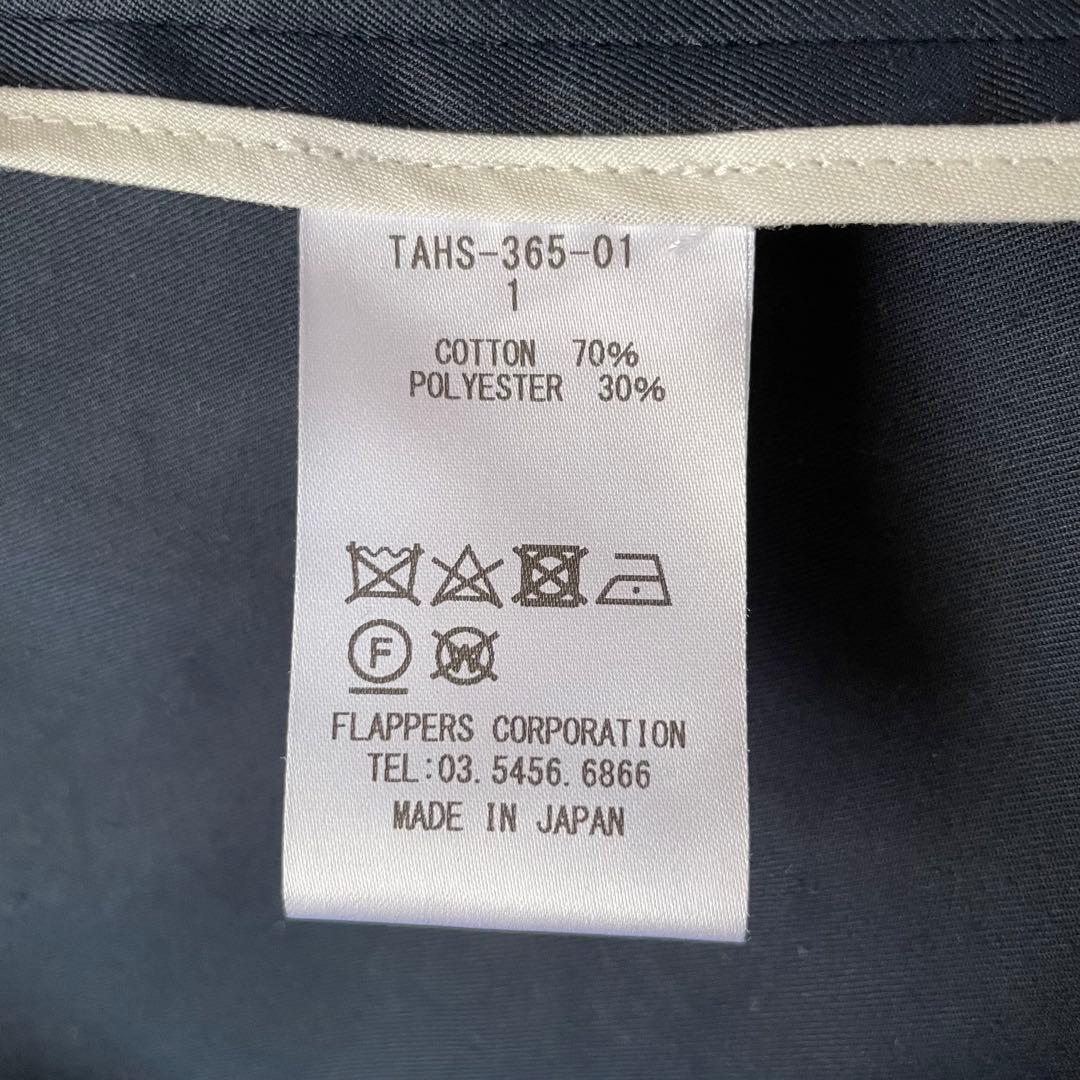 TAHS-365-01
1
COTTON 70%
POLYESTER 30%
F W
FLAPPERS CORPORATION
TEL:03. 5456. 6866
MADE IN JAPAN